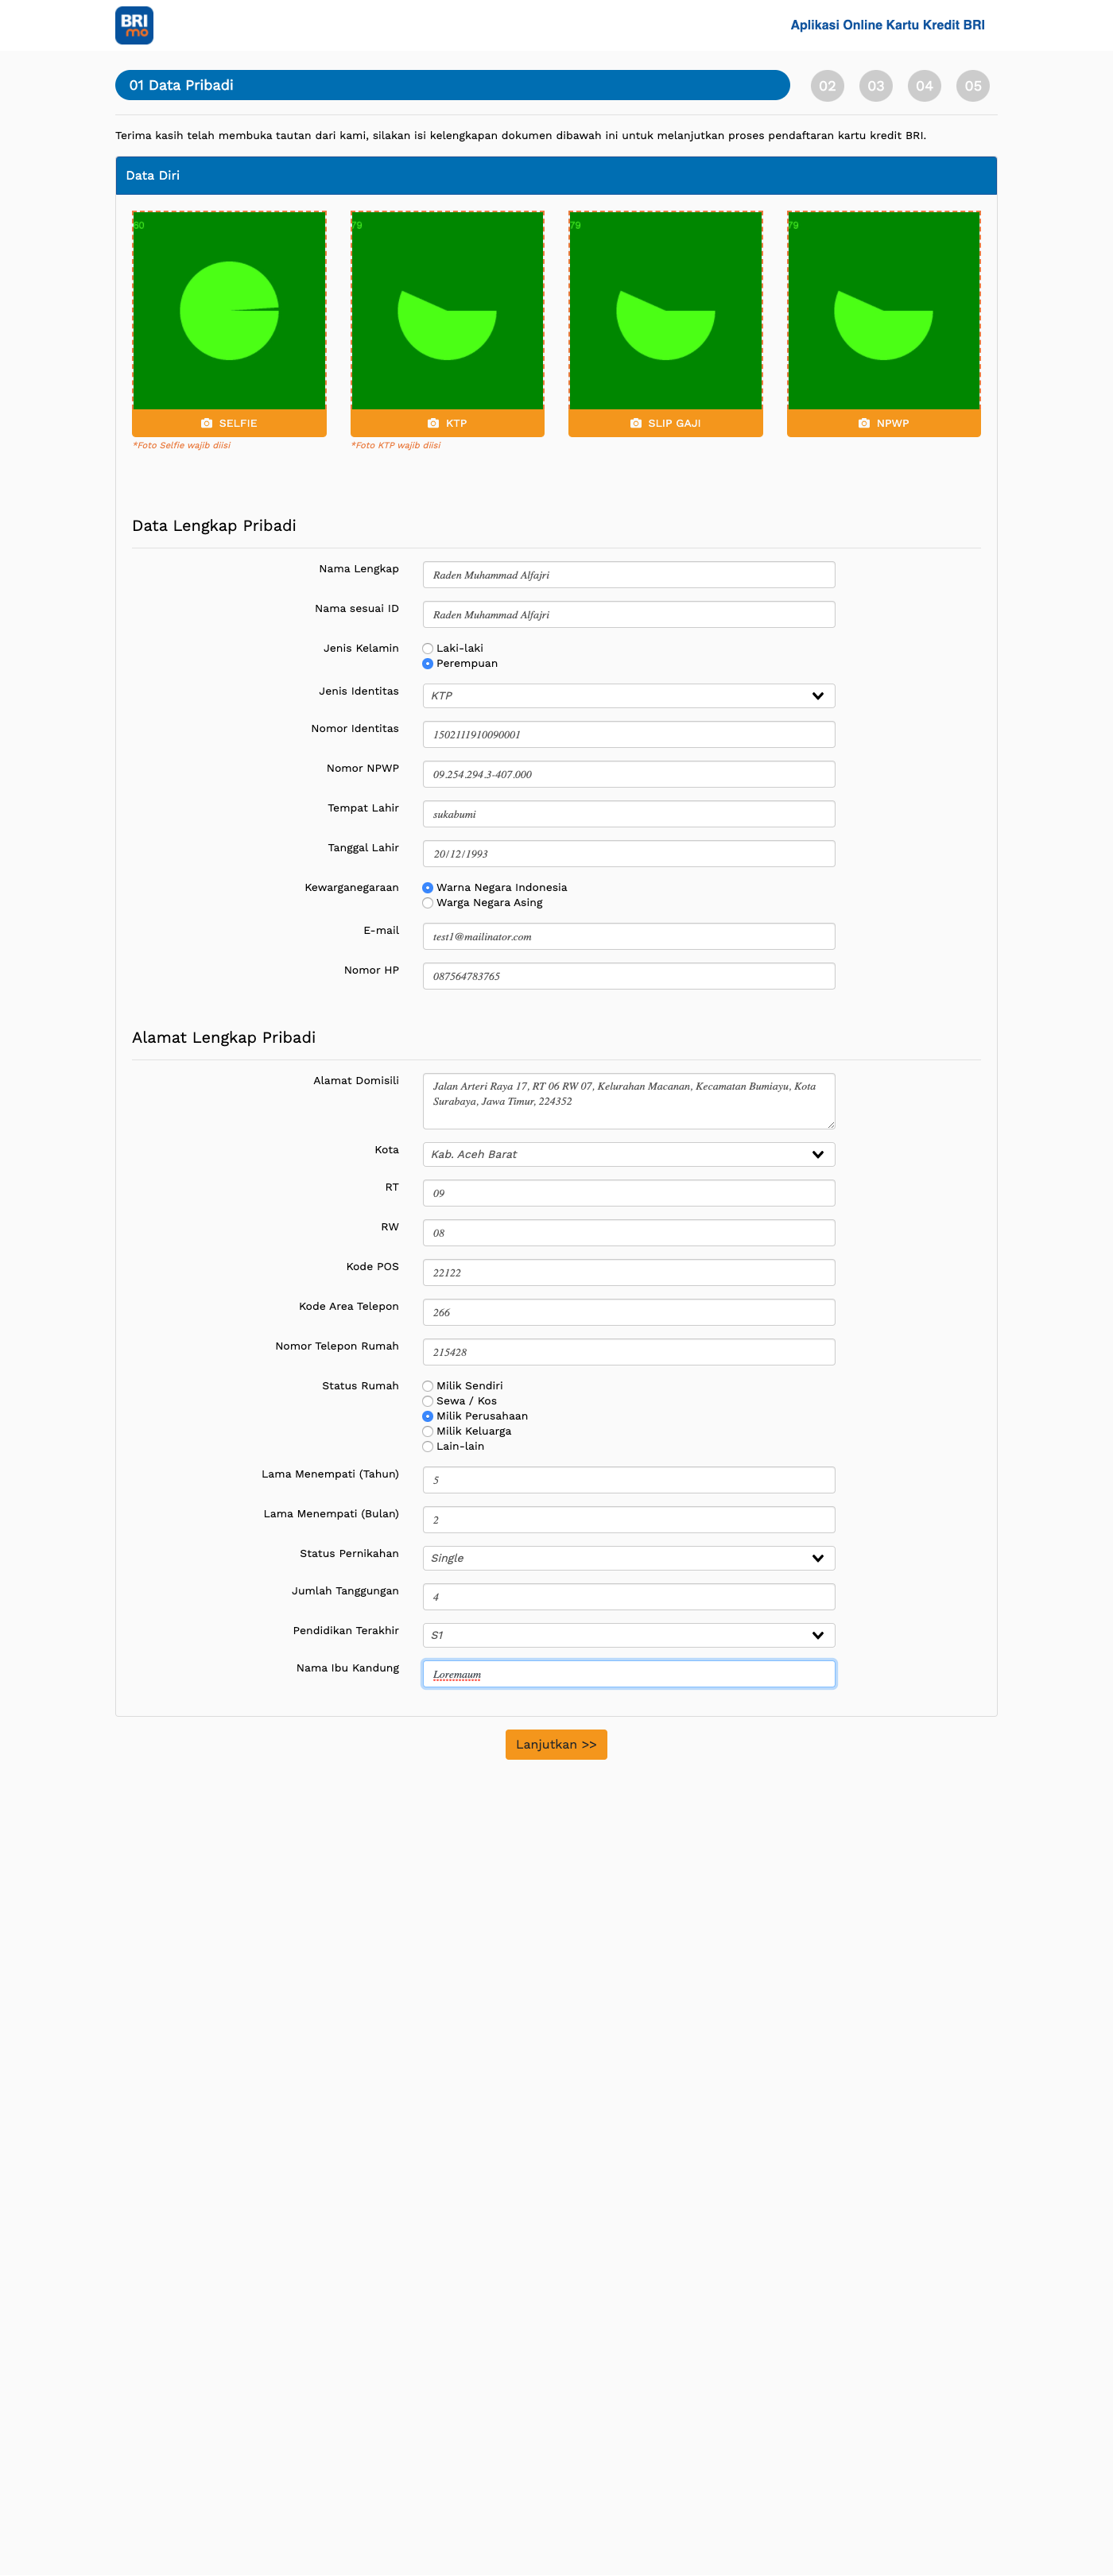 BRI
mo
Aplikasi Online Kartu Kredit BRI
01 Data Pribadi
02
03
04
05
Terima kasih telah membuka tautan dari kami, silakan isi kelengkapan dokumen dibawah ini untuk melanjutkan proses pendaftaran kartu kredit BRI.
Data Diri
60
79
79
79
SELFIE
KTP
SLIP GAJI
NPWP
*Foto Selfie wajib diisi
*Foto KTP wajib diisi
Data Lengkap Pribadi
Nama Lengkap
Raden Muhammad Alfajri
Nama sesuai ID
Raden Muhammad Alfajri
Jenis Kelamin
Laki-laki
Perempuan
Jenis Identitas
KTP
Nomor Identitas
1502111910090001
Nomor NPWP
09.254.294.3-407.000
Tempat Lahir
sukabumi
Tanggal Lahir
20/12/1993
Kewarganegaraan
Warna Negara Indonesia
Warga Negara Asing
E-mail
test1@mailinator.com
Nomor HP
087564783765
Alamat Lengkap Pribadi
Alamat Domisili
Jalan Arteri Raya 17, RT 06 RW 07, Kelurahan Macanan, Kecamatan Bumiayu, Kota
Surabaya, Jawa Timur, 224352
Kota
Kab. Aceh Barat
RT
09
RW
08
Kode POS
22122
Kode Area Telepon
266
Nomor Telepon Rumah
215428
Status Rumah
Milik Sendiri
Sewa / Kos
Milik Perusahaan
Milik Keluarga
Lain-lain
Lama Menempati (Tahun)
5
Lama Menempati (Bulan)
2
Status Pernikahan
Single
Jumlah Tanggungan
4
Pendidikan Terakhir
S1
Nama Ibu Kandung
Loremaum
Lanjutkan >>